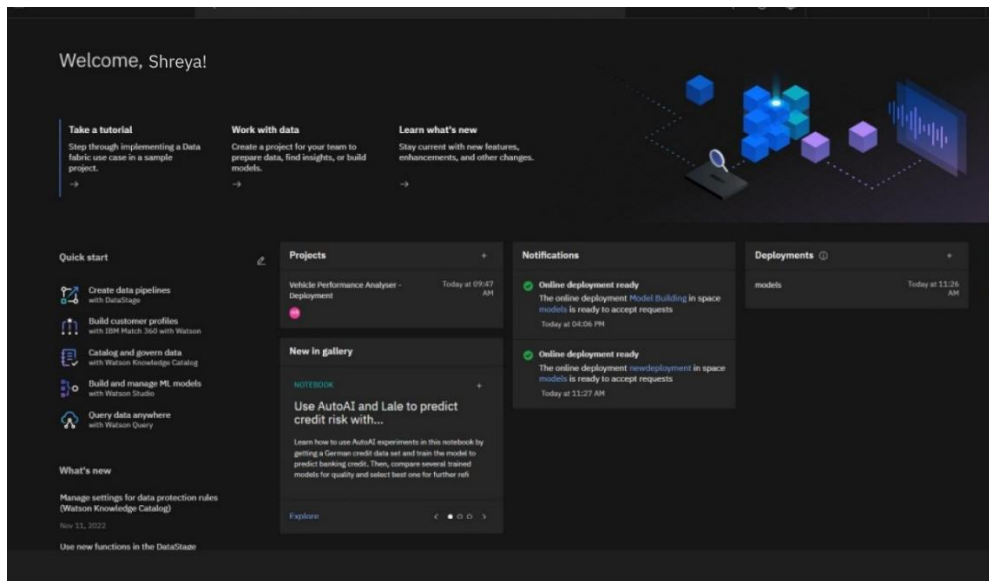 Welcome, Shreya!
Take a tutorial
Step through implementing a Data
fabric use case in a sample
project.
→
Work with data
Create a project for your team to
prepare data, find insights, or build
models.
→
Learn what's new
Stay current with new features,
enhancements, and other changes.
→
Quick start
Create data pipelines
with DataStage
Build customer profiles
with IBM Match 360 with Watson
Catalog and govern data
with Watson Knowledge Catalog
Build and manage ML models
with Watson Studio
Query data anywhere
with Watson Query
What's new
Manage settings for data protection rules
(Watson Knowledge Catalog)
Nov 11, 2022
Use new functions in the DataStage
Projects +
Vehicle Performance Analyser - Today at 09:47
Deployment AM
New in gallery
NOTEBOOK +
Use AutoAI and Lale to predict
credit risk with...
Learn how to use AutoAI experiments in this notebook by
getting a German credit data set and train the model to
predict banking credit. Then, compare several trained
models for quality and select best one for further refi
Explore
Notifications
Online deployment ready
The online deployment Model Building in space
models is ready to accept requests
Today at 04:06 PM
Online deployment ready
The online deployment newdeployment in space
models is ready to accept requests
Today at 11:27 AM
Deployments +
models Today at 11:26
AM